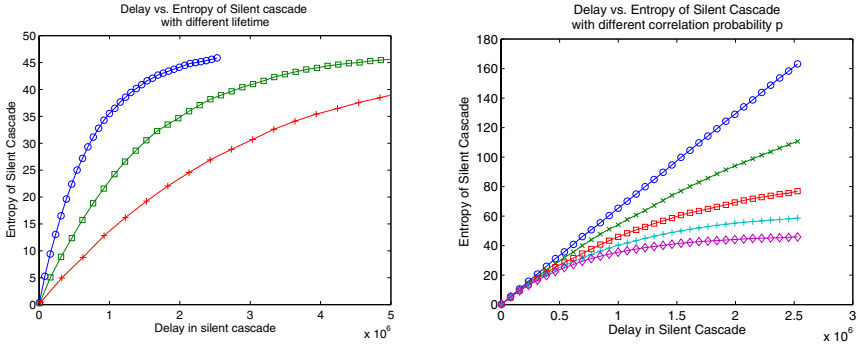 Delay vs. Entropy of Silent cascade
with different lifetime
50
45
40
35
30
25
20
15
10
5
0
Entropy of Silent Cascade
0 1 2 3 4 5
x 10^6
Delay in silent cascade
Delay vs. Entropy of Silent Cascade
with different correlation probability p
180
160
140
120
100
80
60
40
20
0
Entropy of Silent Cascade
0 0.5 1 1.5 2 2.5 3
x 10^6
Delay in Silent Cascade